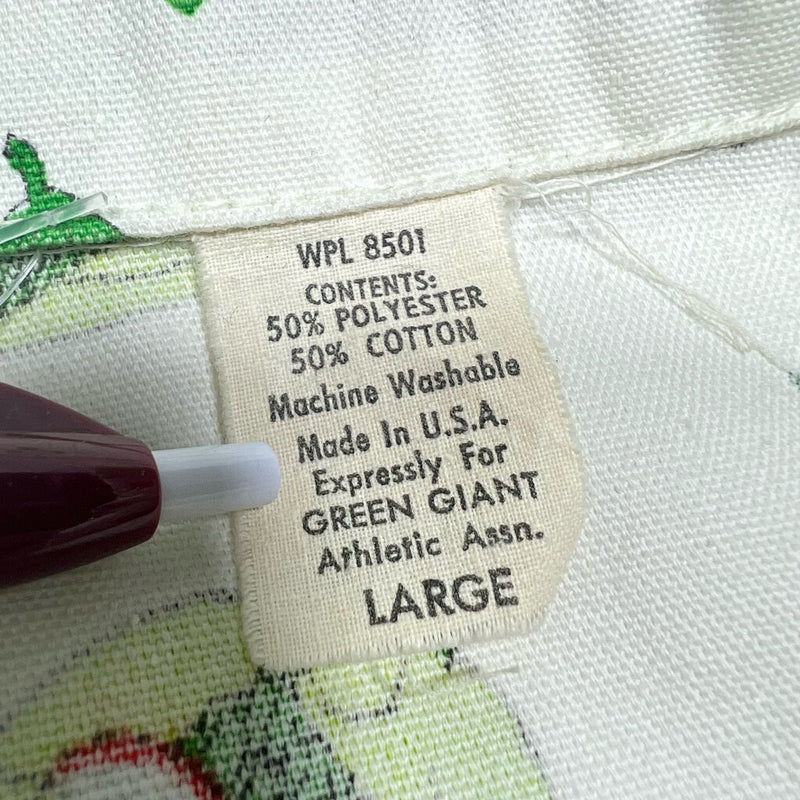 WPL 8501
CONTENTS:
50% POLYESTER
50% COTTON
Machine Washable
Made In U.S.A.
Expressly For
GREEN GIANT
Athletic Assn.
LARGE